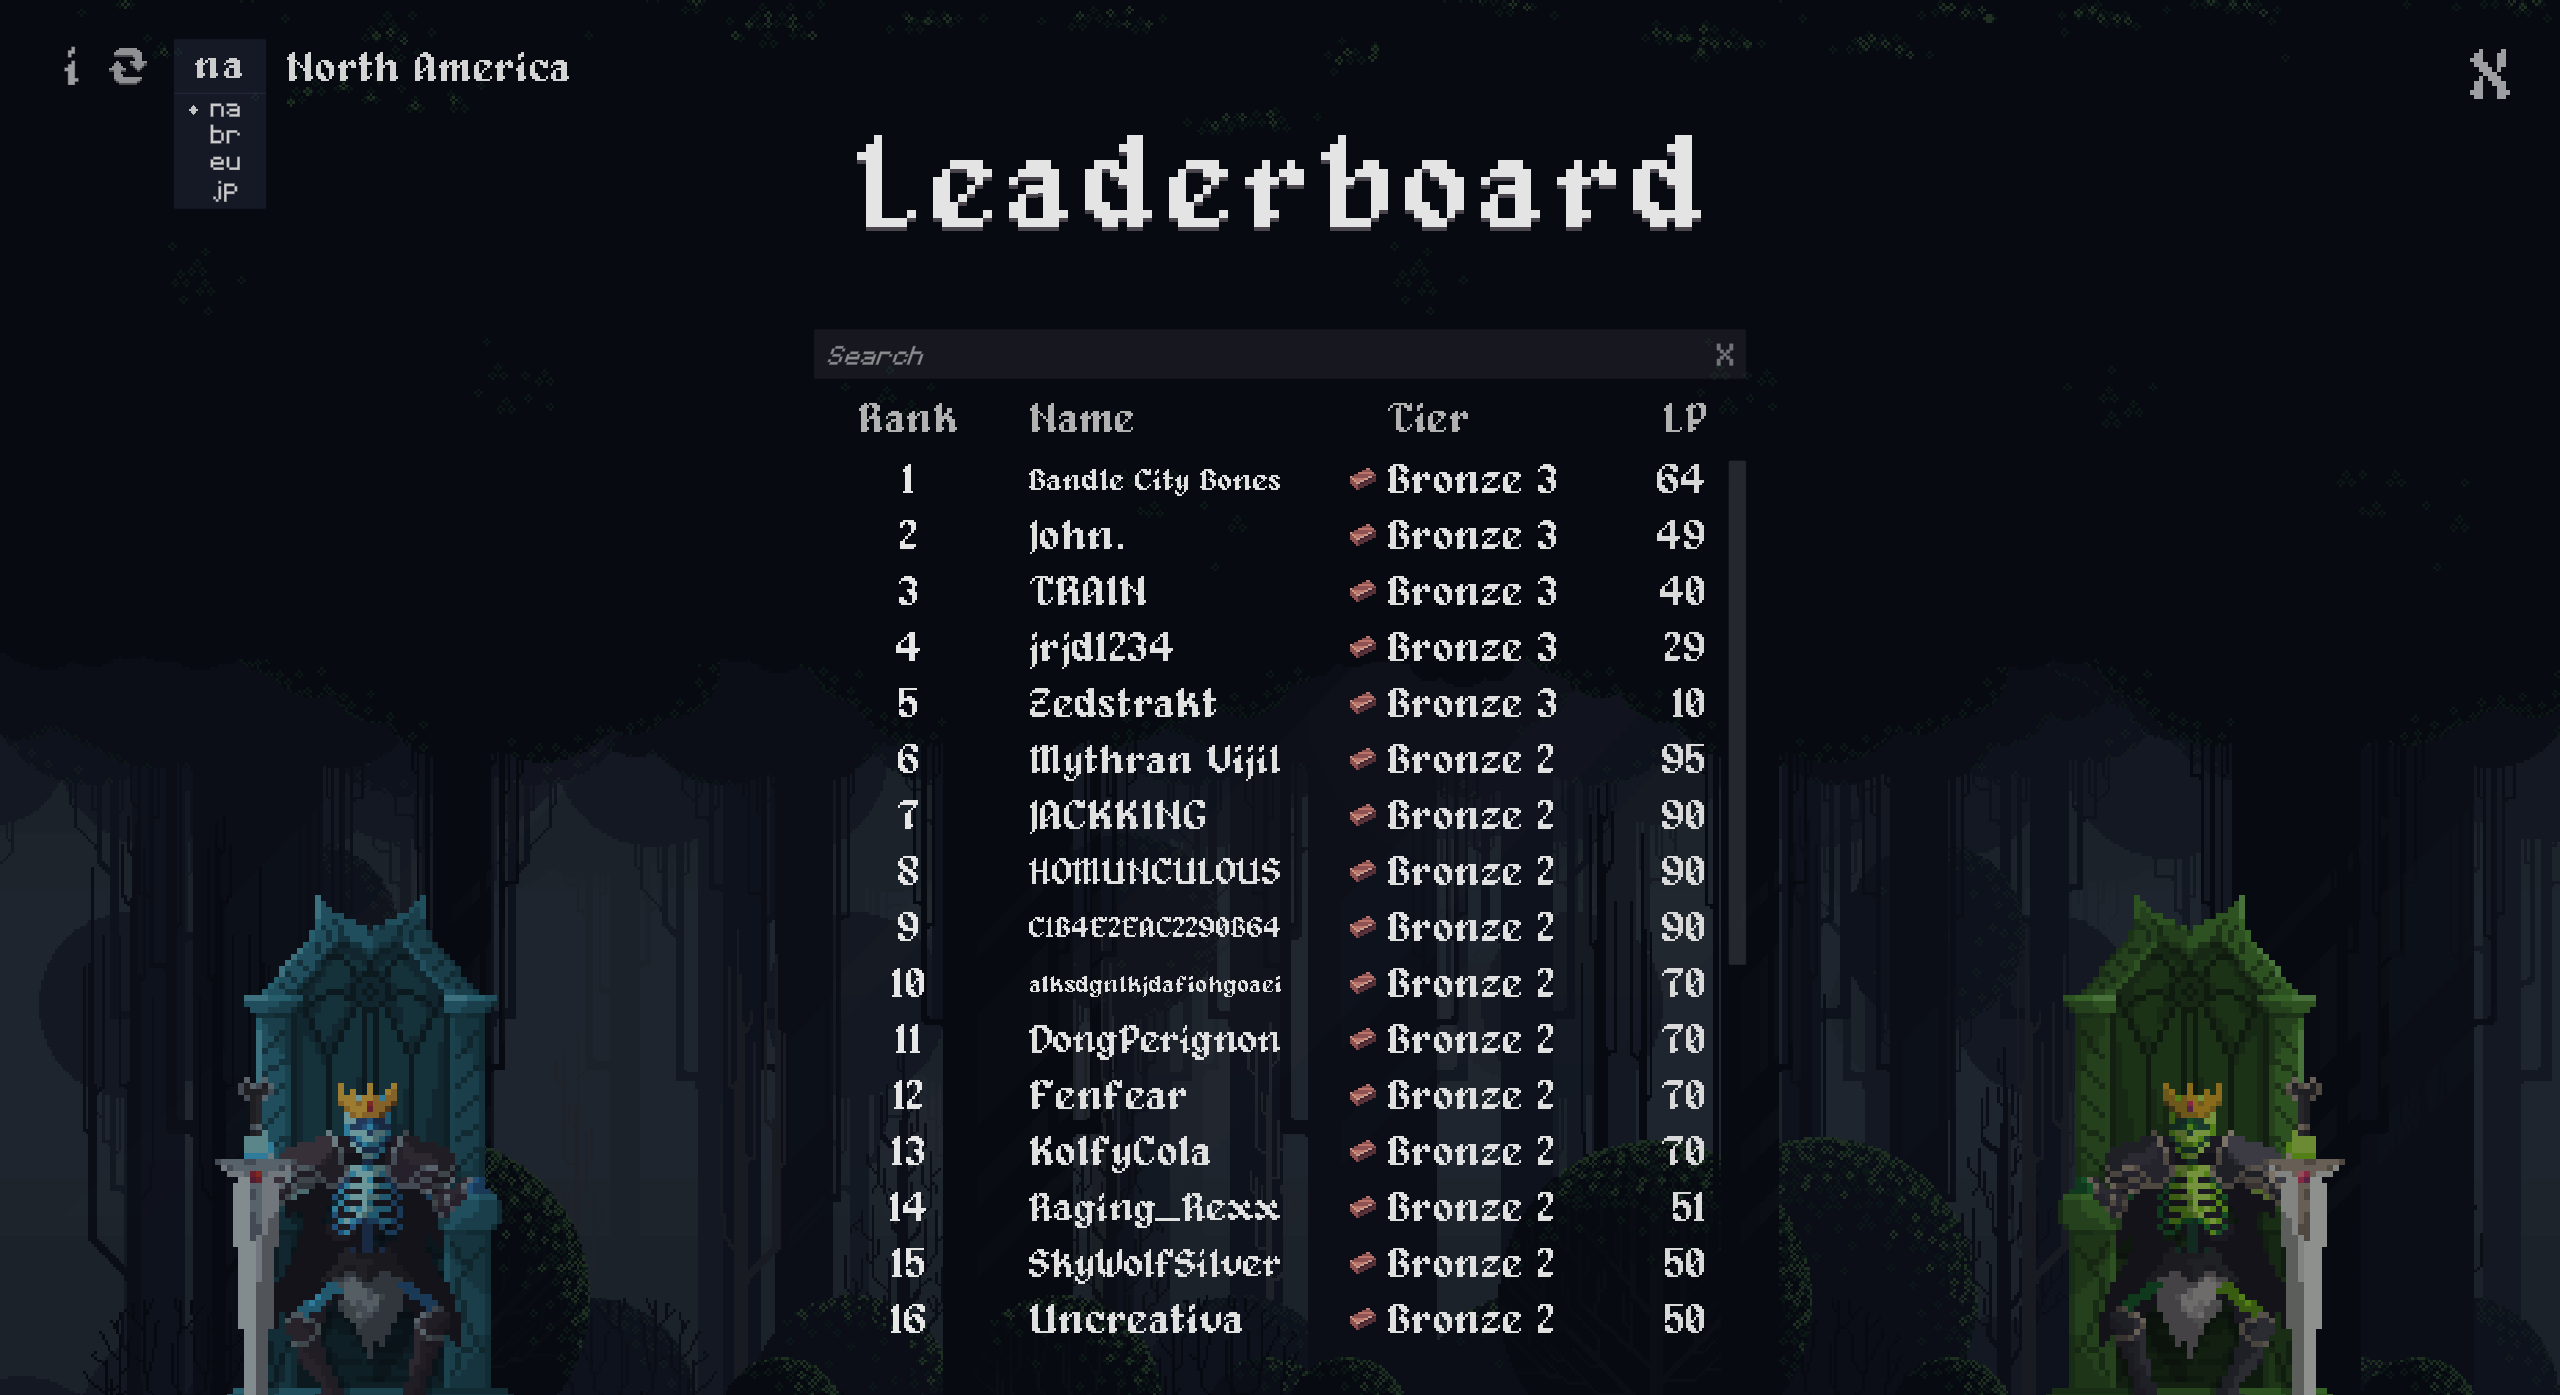 i na North America X
na
br
eu
jp
Leaderboard
Search X
Rank Name Tier LP
1 Bandle City Bones Bronze 3 64
2 John. Bronze 3 49
3 TRAIN Bronze 3 40
4 jrjd1234 Bronze 3 29
5 Zedstrakt Bronze 3 10
6 Mythran Vijil Bronze 2 95
7 JACKKING Bronze 2 90
8 HOMUNCULOUS Bronze 2 90
9 C1B4E2EAC2290B64 Bronze 2 90
10 alksdgnlkjdafiohgoaei Bronze 2 70
11 DongPerignon Bronze 2 70
12 Fenfear Bronze 2 70
13 KolfyCola Bronze 2 70
14 Raging_Rexx Bronze 2 51
15 SkyWolfSilver Bronze 2 50
16 Uncreativa Bronze 2 50